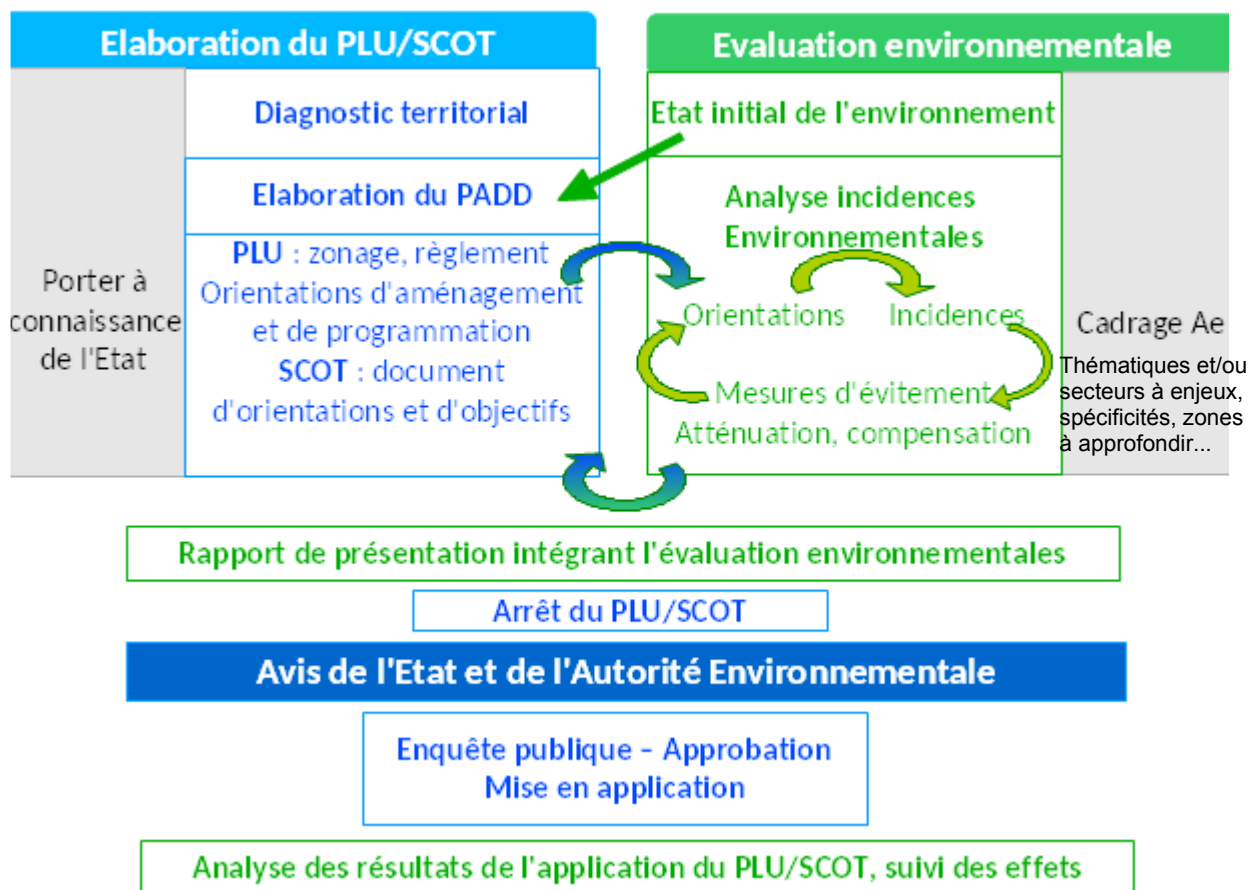 Elaboration du PLU/SCOT
Evaluation environnementale
Porter à
connaissance
de l'Etat
Diagnostic territorial
Elaboration du PADD
PLU : zonage, règlement
Orientations d'aménagement
et de programmation
SCOT : document
d'orientations et d'objectifs
Etat initial de l'environnement
Analyse incidences
Environnementales
Orientations
Incidences
Mesures d'évitement
Atténuation, compensation
Cadrage Ae
Thématiques et/ou
secteurs à enjeux,
spécificités, zones
à approfondir...
Rapport de présentation intégrant l'évaluation environnementales
Arrêt du PLU/SCOT
Avis de l'Etat et de l'Autorité Environnementale
Enquête publique – Approbation
Mise en application
Analyse des résultats de l'application du PLU/SCOT, suivi des effets